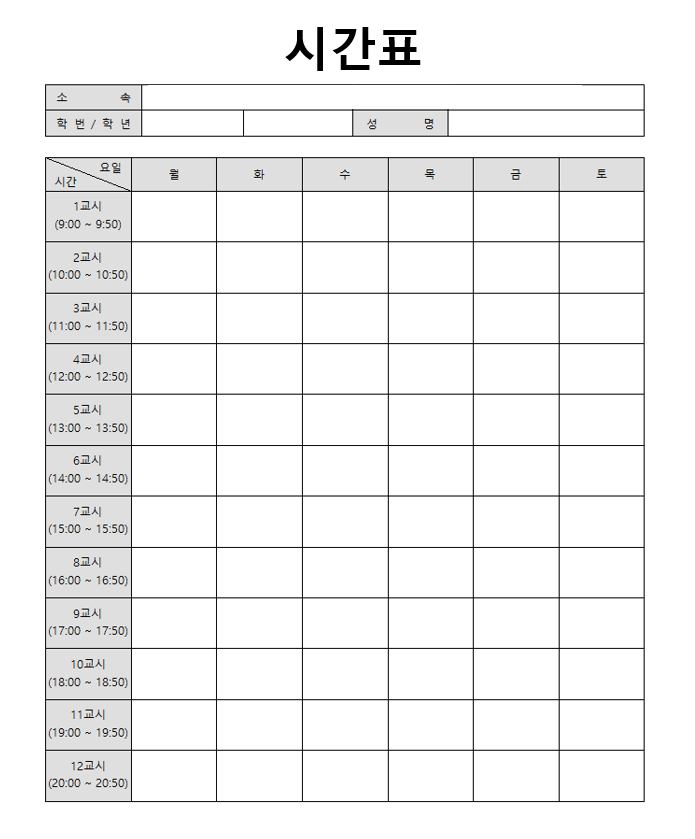 시간표
소 속
학 번 / 학 년 성 명
요일
시간
월 화 수 목 금 토
1교시
(9:00 ~ 9:50)
2교시
(10:00 ~ 10:50)
3교시
(11:00 ~ 11:50)
4교시
(12:00 ~ 12:50)
5교시
(13:00 ~ 13:50)
6교시
(14:00 ~ 14:50)
7교시
(15:00 ~ 15:50)
8교시
(16:00 ~ 16:50)
9교시
(17:00 ~ 17:50)
10교시
(18:00 ~ 18:50)
11교시
(19:00 ~ 19:50)
12교시
(20:00 ~ 20:50)